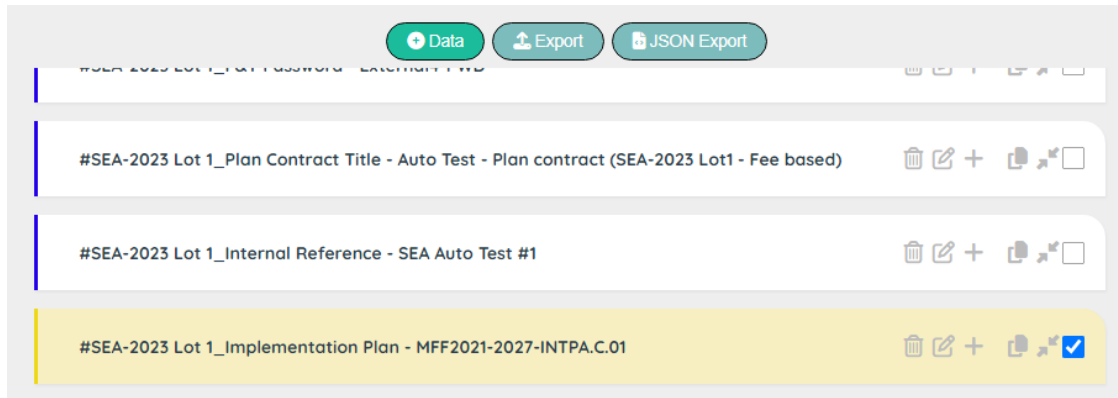 Data
Export
JSON Export
#SEA-2023 Lot 1_Plan Contract Title - Auto Test - Plan contract (SEA-2023 Lot1 - Fee based)
#SEA-2023 Lot 1_Internal Reference - SEA Auto Test #1
#SEA-2023 Lot 1_Implementation Plan - MFF2021-2027-INTPA.C.01